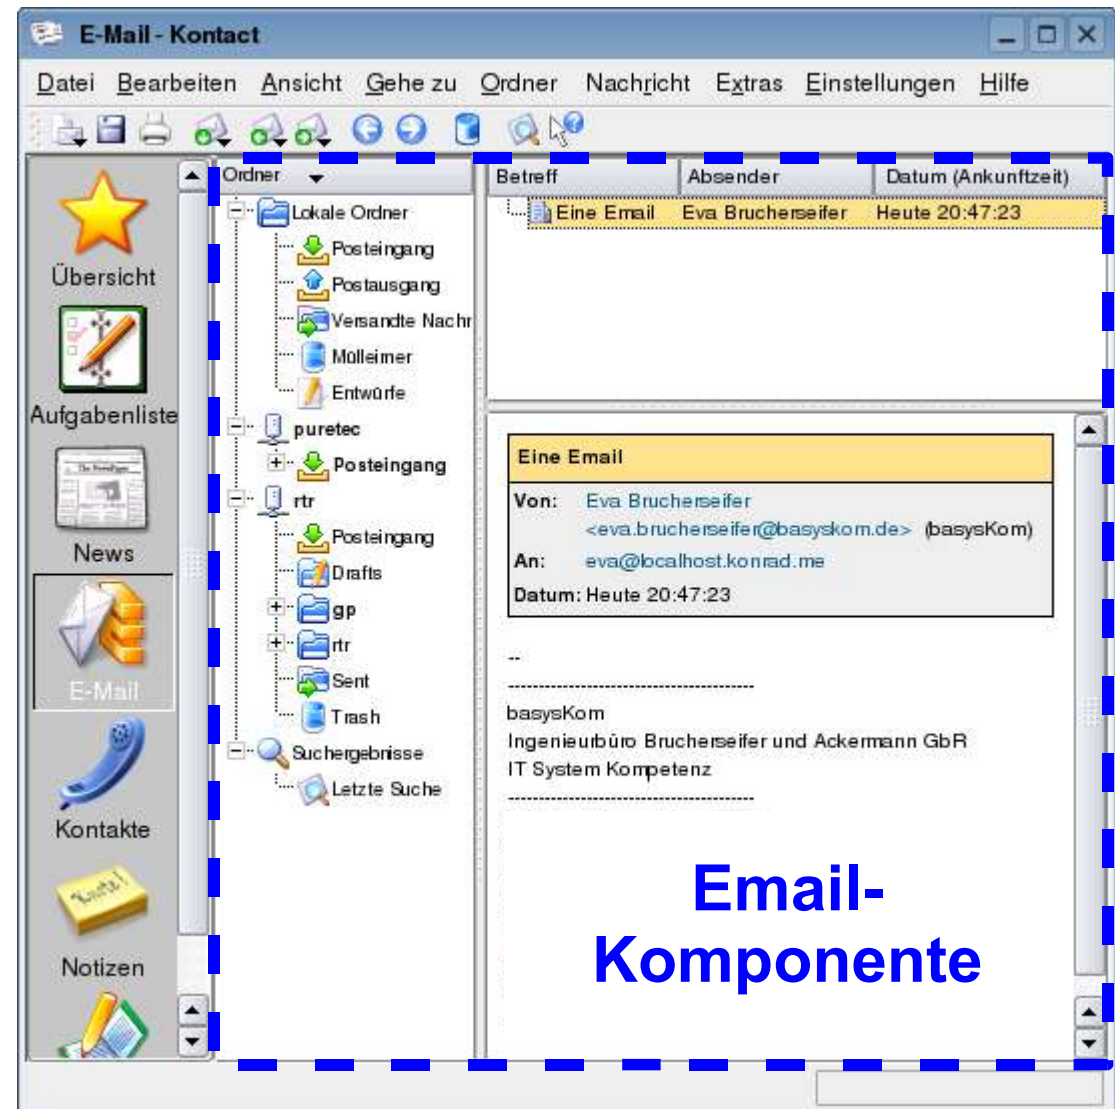 E-Mail - Kontact
Datei Bearbeiten Ansicht Gehe zu Ordner Nachricht Extras Einstellungen Hilfe
Übersicht
Aufgabenliste
News
E-Mail
Kontakte
Notizen
Ordner
Lokale Ordner
Posteingang
Postausgang
Versandte Nachr
Mülleimer
Entwürfe
puretec
Posteingang
rtr
Posteingang
Drafts
gp
rtr
Sent
Trash
Suchergebnisse
Letzte Suche
Betreff Absender Datum (Ankunftzeit)
Eine Email Eva Brucherseifer Heute 20:47:23
Eine Email
Von: Eva Brucherseifer
<eva.brucherseifer@basyskom.de> (basysKom)
An: eva@localhost.konrad.me
Datum: Heute 20:47:23
--
-----------------------------------------
basysKom
Ingenieurbüro Brucherseifer und Ackermann GbR
IT System Kompetenz
-----------------------------------------
Email-
Komponente